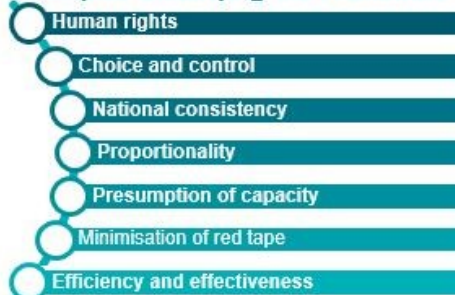 Human rights
Choice and control
National consistency
Proportionality
Presumption of capacity
Minimisation of red tape
Efficiency and effectiveness